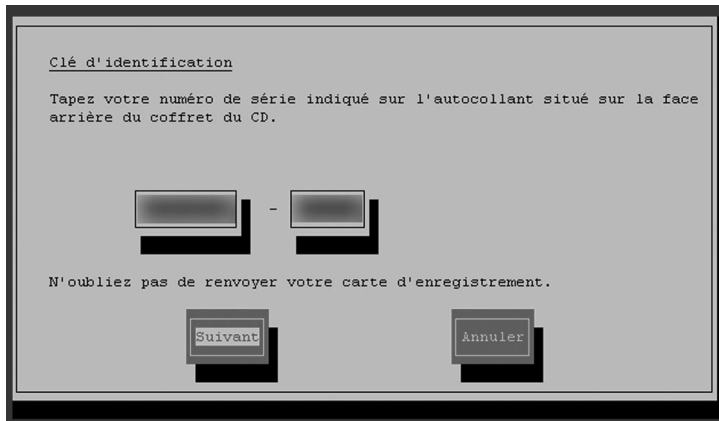 Clé d'identification
Tapez votre numéro de série indiqué sur l'autocollant situé sur la face
arrière du coffret du CD.
-
N'oubliez pas de renvoyer votre carte d'enregistrement.
Suivant Annuler